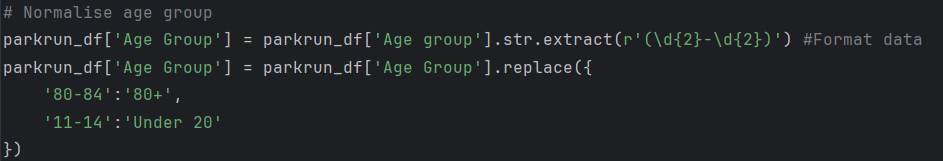 # Normalise age group
parkrun_df['Age Group'] = parkrun_df['Age group'].str.extract(r'(\d{2}-\d{2})') #Format data
parkrun_df['Age Group'] = parkrun_df['Age Group'].replace({
    '80-84':'80+',
    '11-14':'Under 20'
})